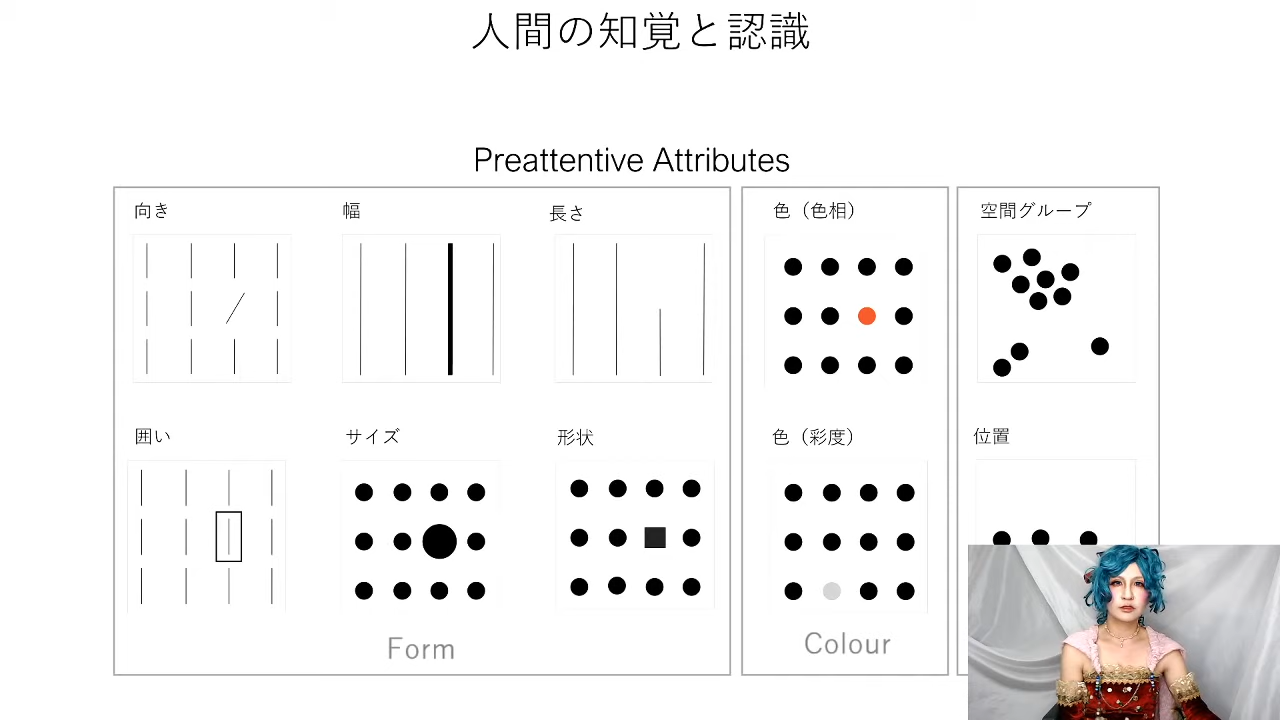 人間の知覚と認識
Preattentive Attributes
向き
幅
長さ
囲い
サイズ
形状
Form
色（色相）
色（彩度）
Colour
空間グループ
位置